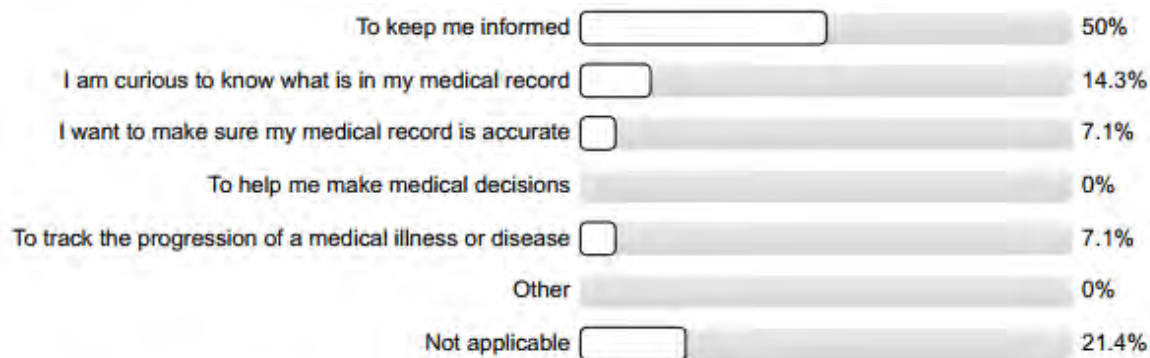 To keep me informed 50%
I am curious to know what is in my medical record 14.3%
I want to make sure my medical record is accurate 7.1%
To help me make medical decisions 0%
To track the progression of a medical illness or disease 7.1%
Other 0%
Not applicable 21.4%